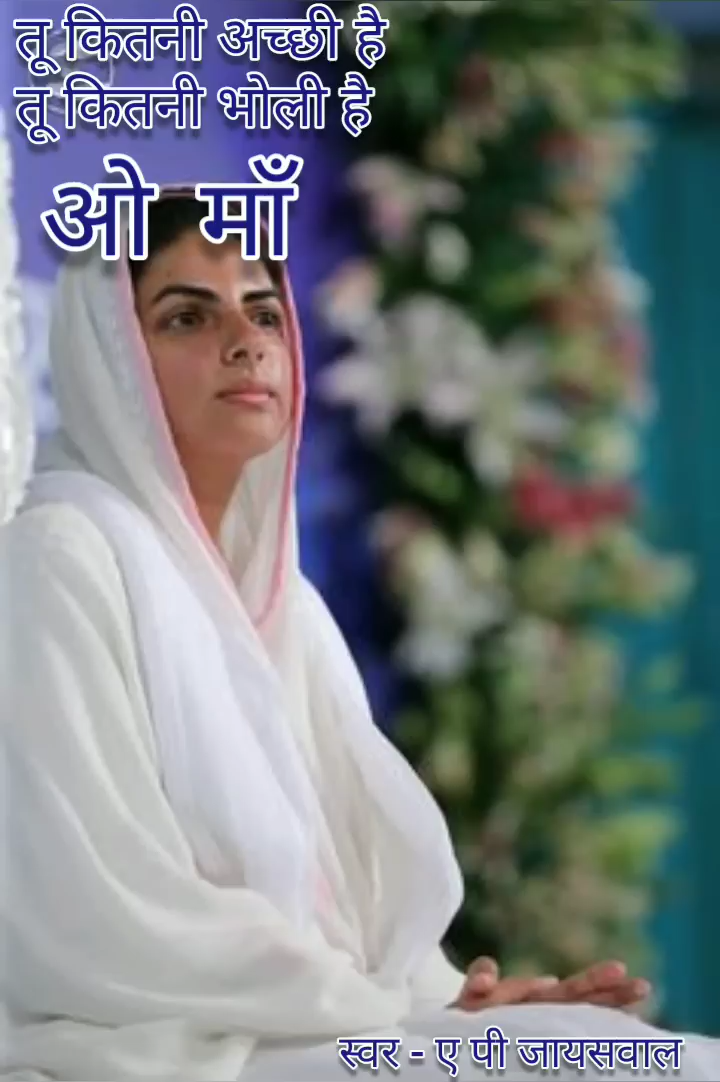 तू कितनी अच्छी है
तू कितनी भोली है
ओ माँ
स्वर - ए पी जायसवाल